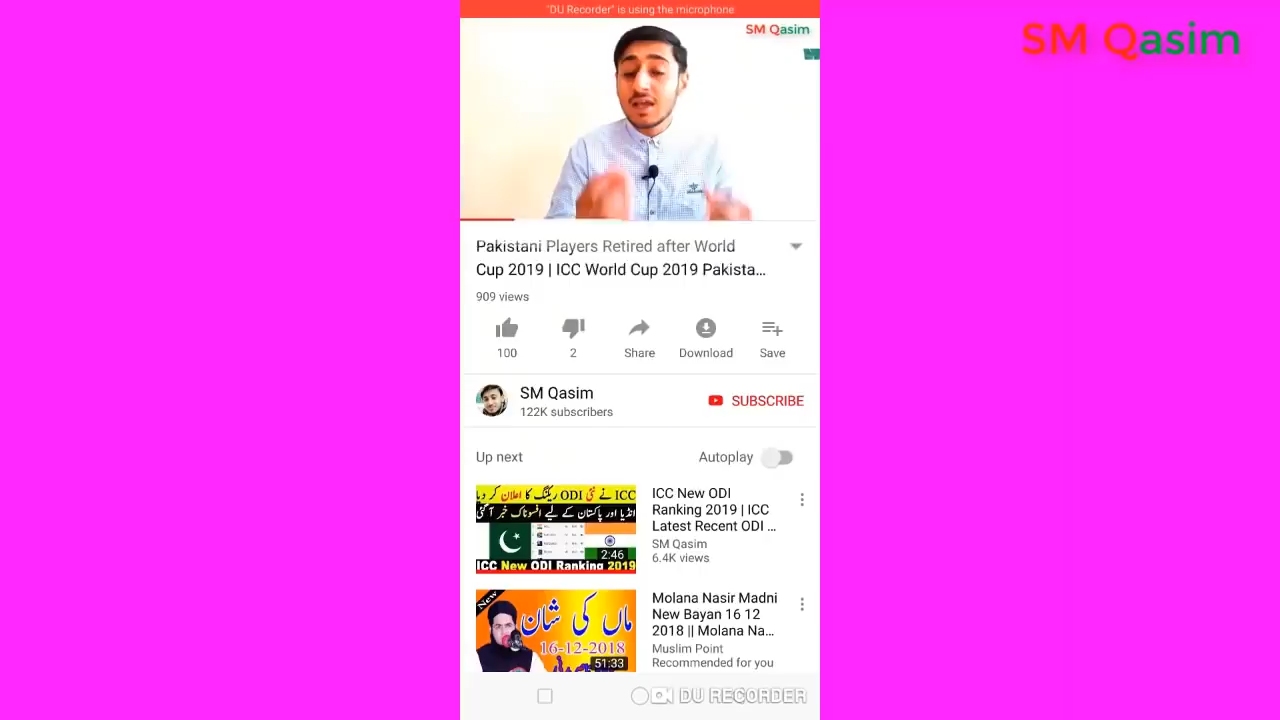 "DU Recorder" is using the microphone
SM Qasim
SM Qasim
Pakistani Players Retired after World
Cup 2019 | ICC World Cup 2019 Pakista...
909 views
100
2
Share
Download
Save
SM Qasim
122K subscribers
SUBSCRIBE
Up next
Autoplay
ICC نے نئی ODI رینکنگ کا اعلان کر دیا
انڈیا اور پاکستان کے لیے افسوناک خبر آ گئی
2:46
ICC New ODI Ranking 2019
ICC New ODI
Ranking 2019 | ICC
Latest Recent ODI ...
SM Qasim
6.4K views
New
ماں کی شان
16-12-2018
51:33
Molana Nasir Madni
New Bayan 16 12
2018 || Molana Na...
Muslim Point
Recommended for you
DU RECORDER